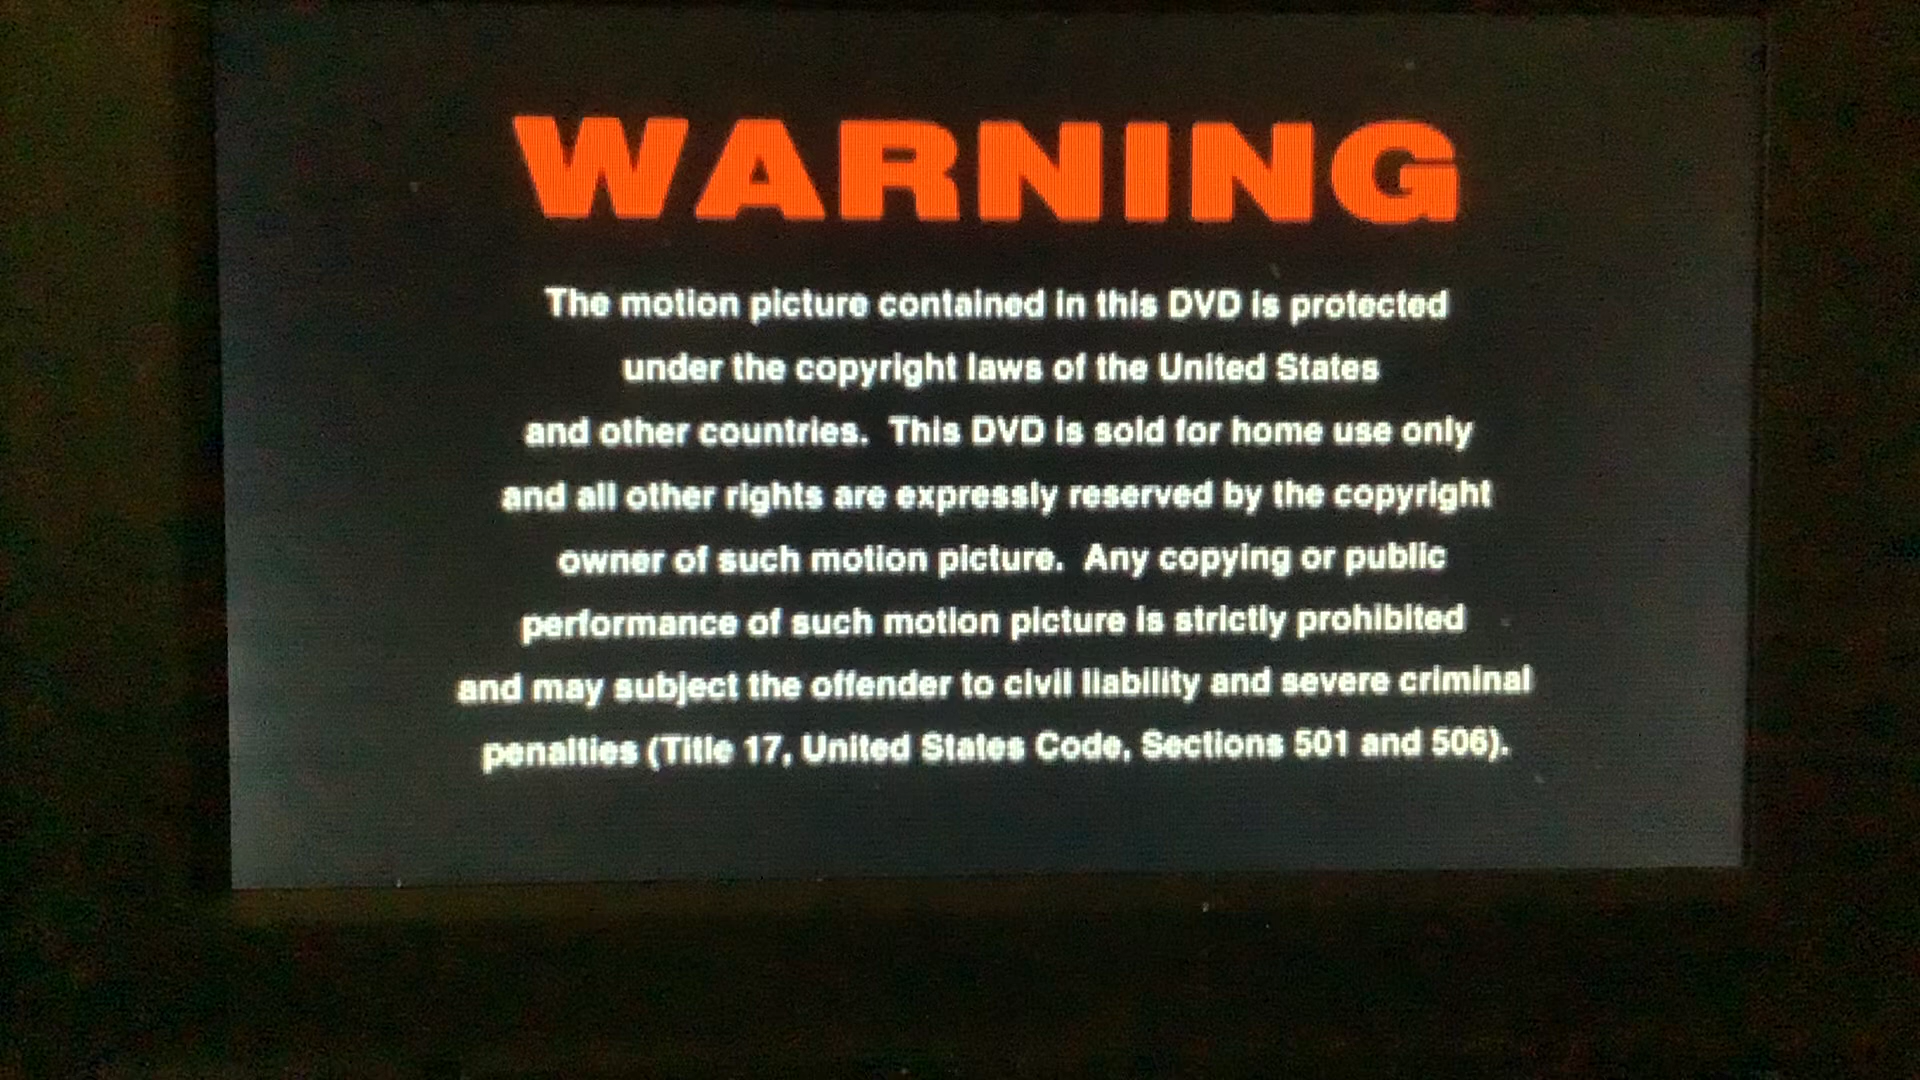 WARNING
The motion picture contained in this DVD is protected
under the copyright laws of the United States
and other countries.  This DVD is sold for home use only
and all other rights are expressly reserved by the copyright
owner of such motion picture.  Any copying or public
performance of such motion picture is strictly prohibited
and may subject the offender to civil liability and severe criminal
penalties (Title 17, United States Code, Sections 501 and 506).